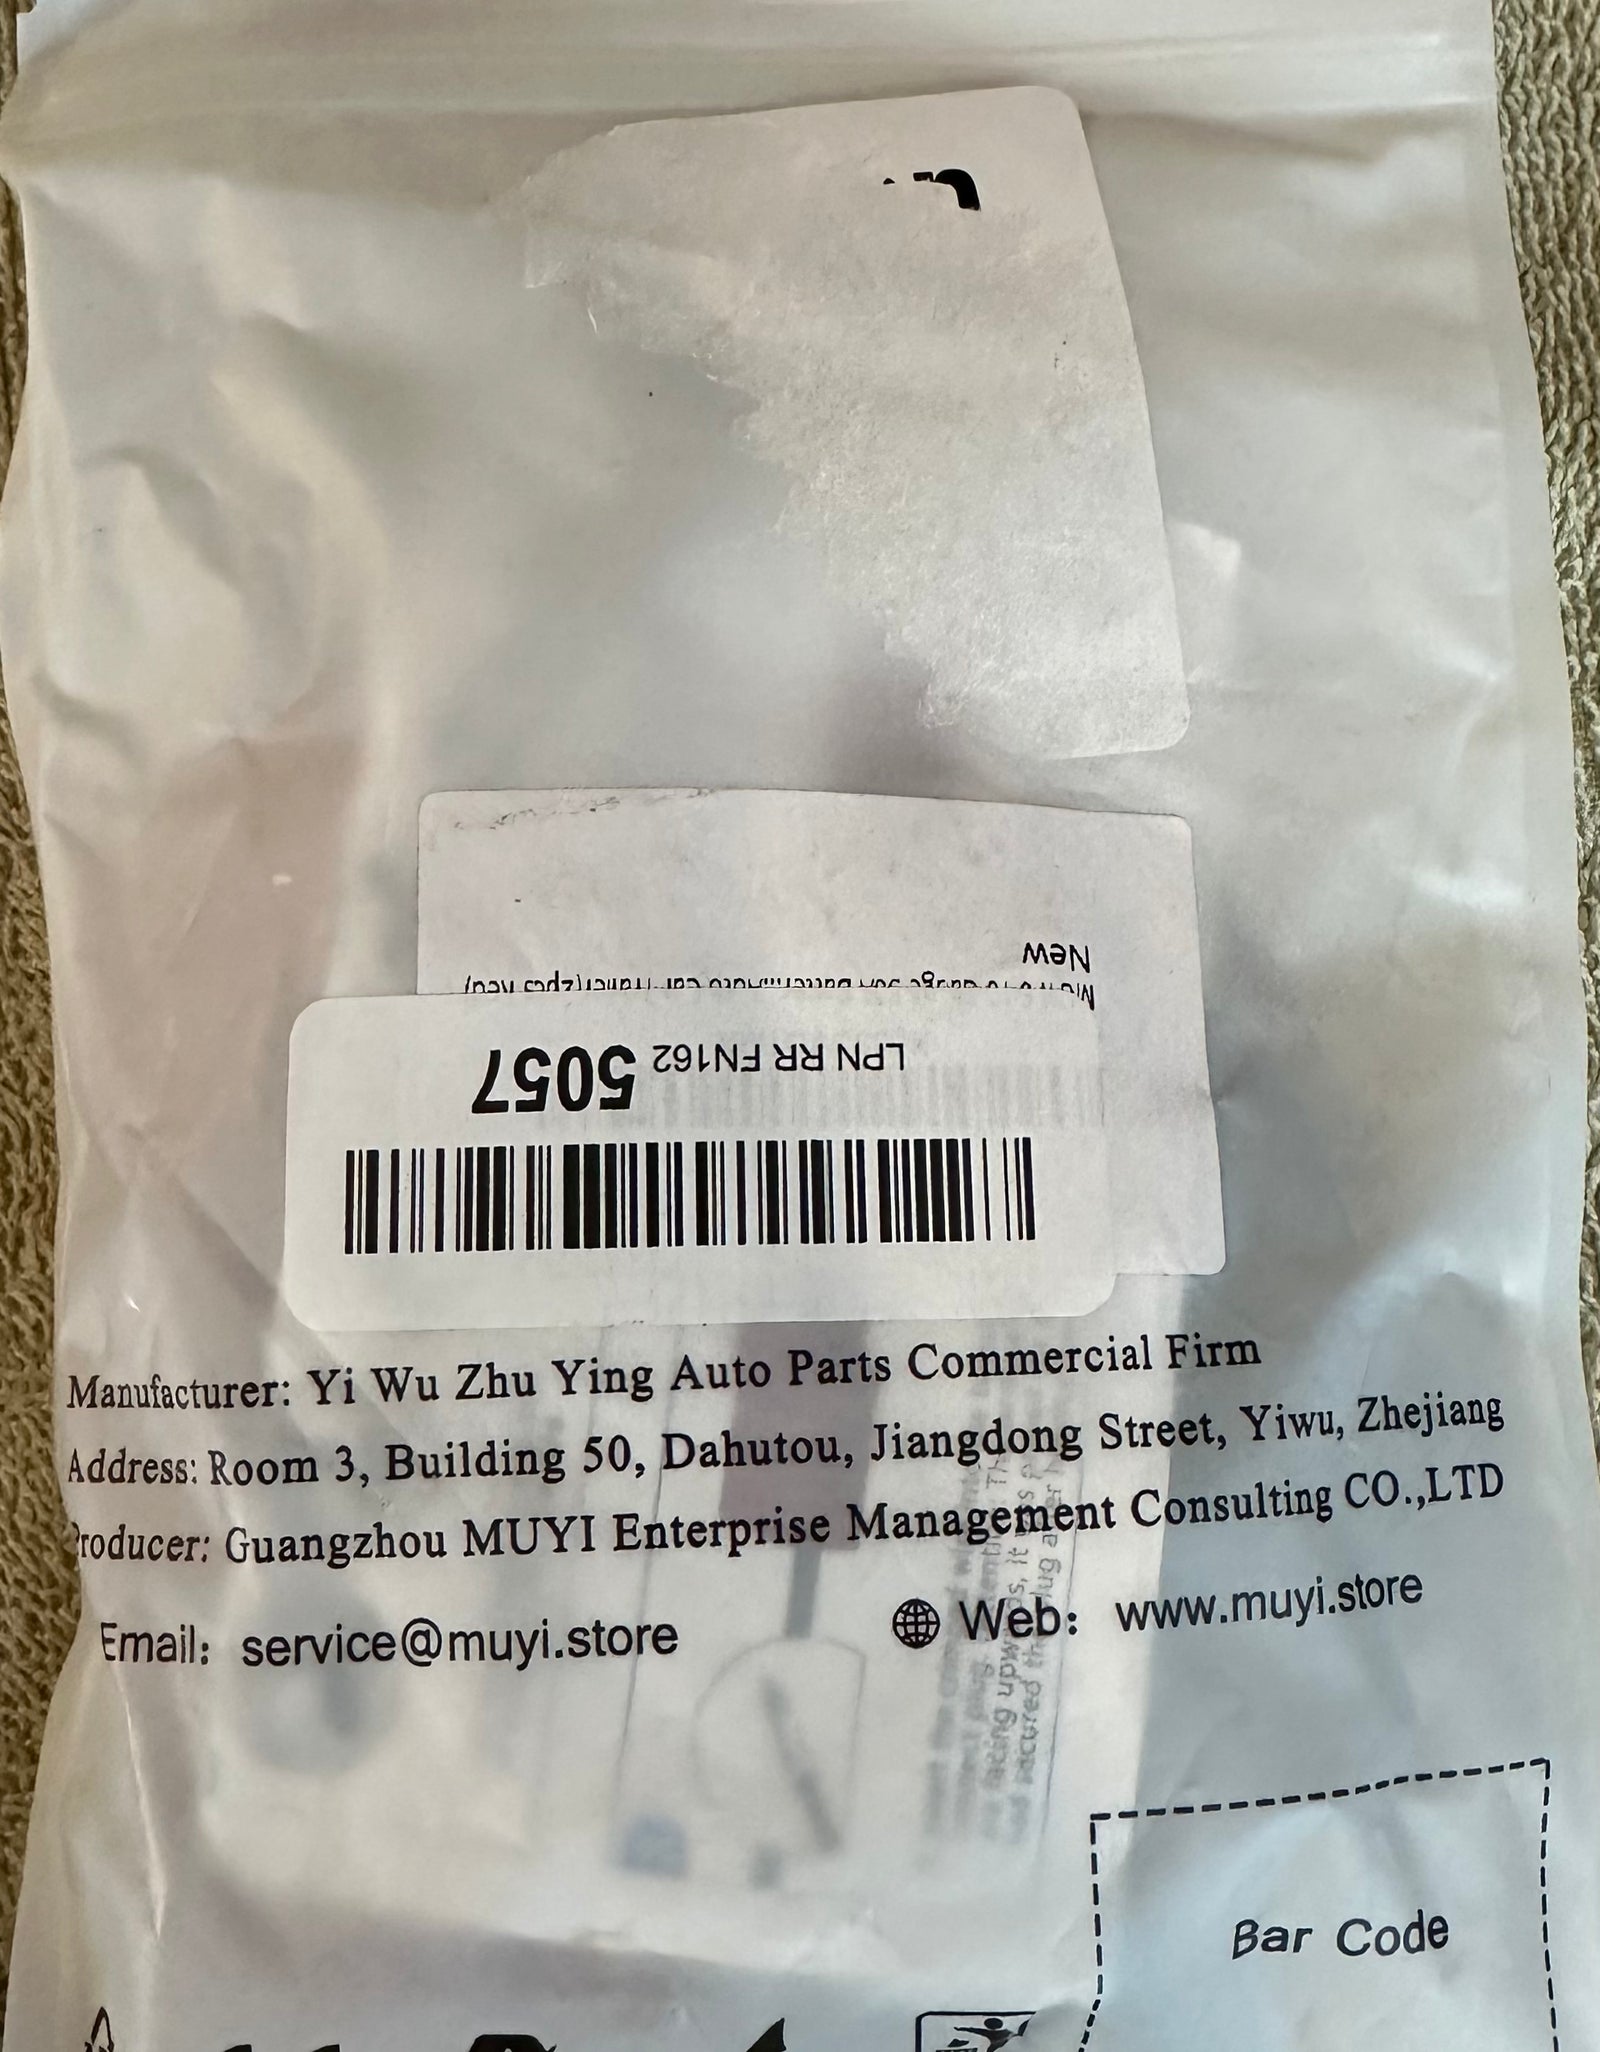 New
LPN RR FN162 5057
Manufacturer: Yi Wu Zhu Ying Auto Parts Commercial Firm
Address: Room 3, Building 50, Dahutou, Jiangdong Street, Yiwu, Zhejiang
Producer: Guangzhou MUYI Enterprise Management Consulting CO.,LTD
Email: service@muyi.store Web: www.muyi.store
Bar Code